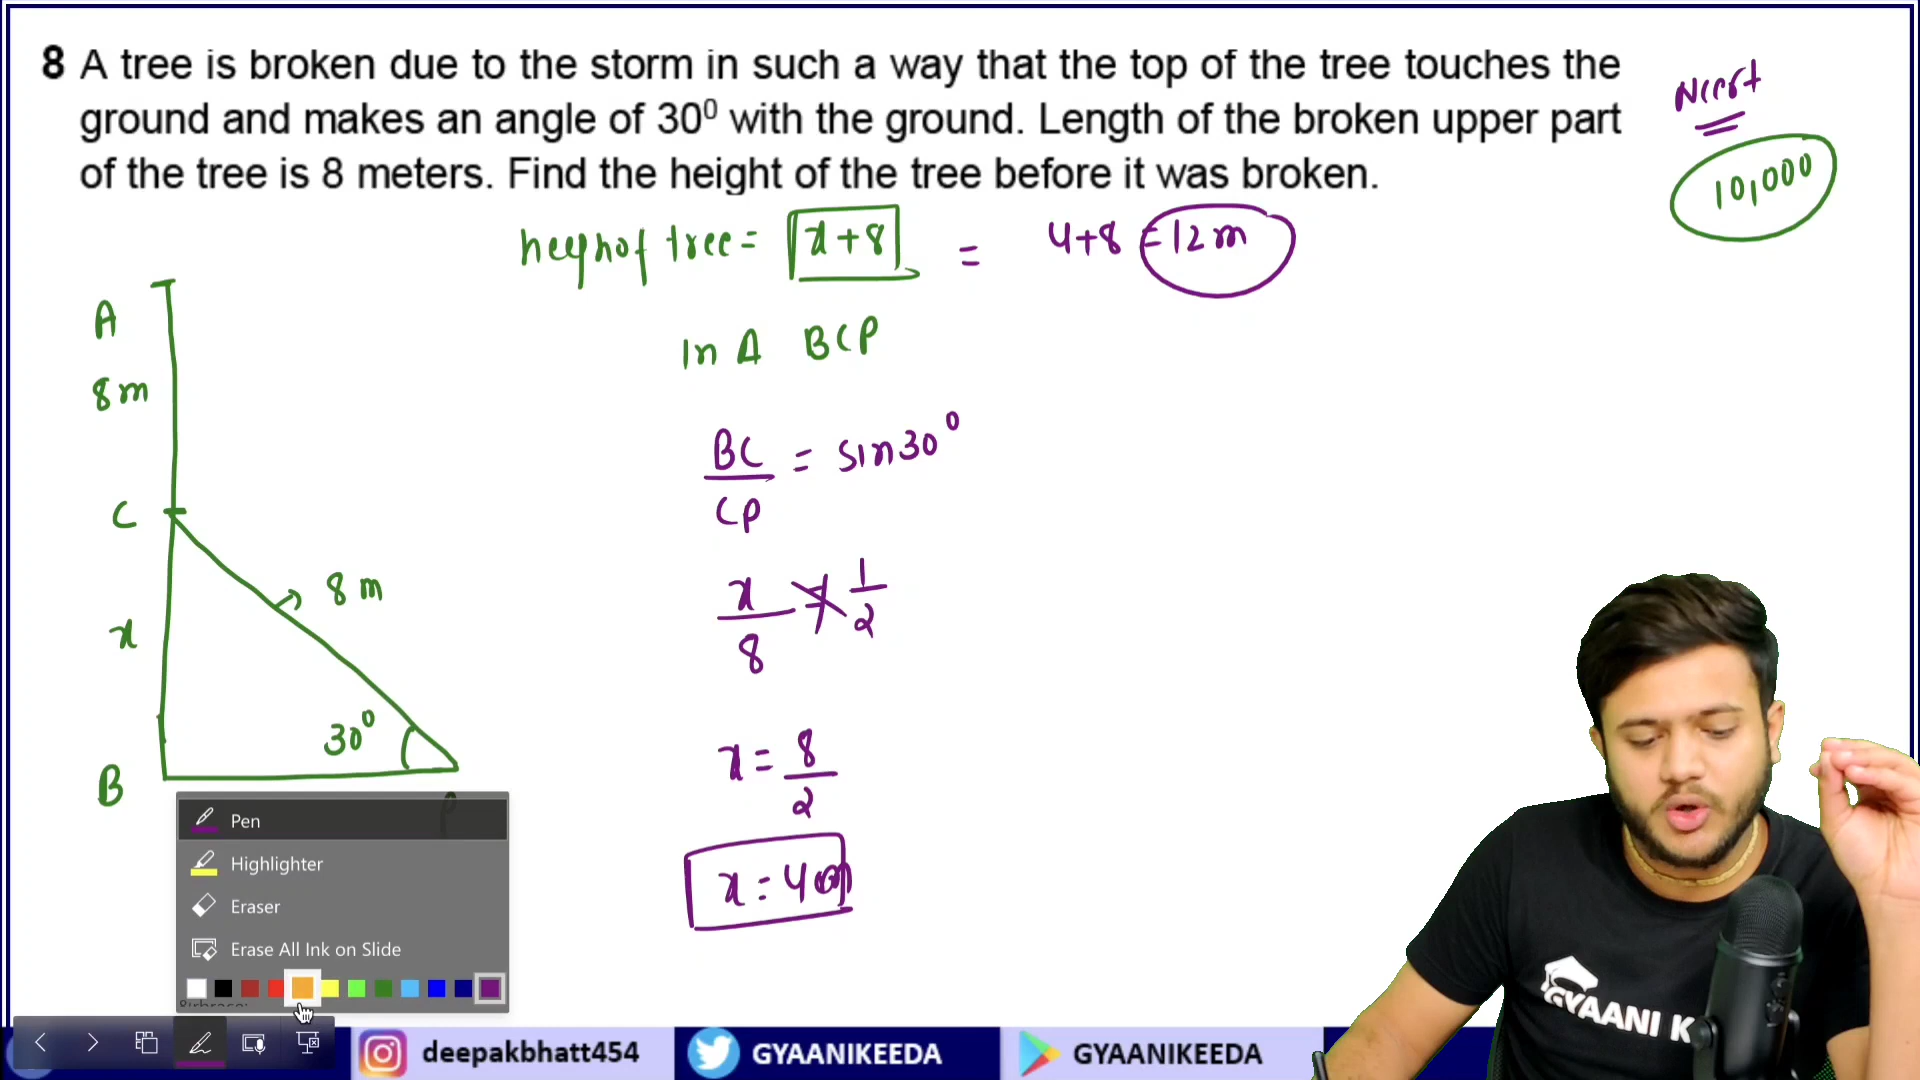 8 A tree is broken due to the storm in such a way that the top of the tree touches the
ground and makes an angle of 30⁰ with the ground. Length of the broken upper part
of the tree is 8 meters. Find the height of the tree before it was broken.
Ncert
10,000
tree = x+8 = 4+8 = 12m
A
8m
C
8 m
x
30⁰
B
In Δ BCP
BC/CP = sin30⁰
x/8 = 1/2
x = 8/2
x = 4
Pen
Highlighter
Eraser
Erase All Ink on Slide
GYAANI K
deepakbhatt454
GYAANIKEEDA
GYAANIKEEDA